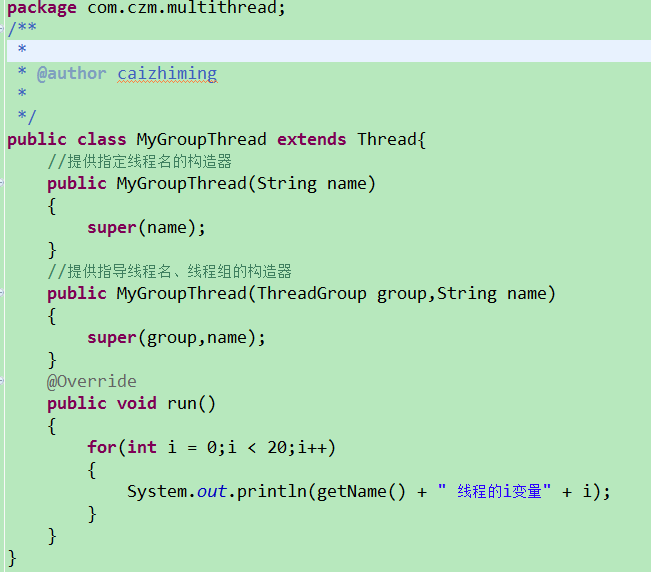 package com.czm.multithread;
/**
 *
 * @author caizhiming
 *
 */
public class MyGroupThread extends Thread{
    //提供指定线程名的构造器
    public MyGroupThread(String name)
    {
        super(name);
    }
    //提供指导线程名、线程组的构造器
    public MyGroupThread(ThreadGroup group,String name)
    {
        super(group,name);
    }
    @Override
    public void run()
    {
        for(int i = 0;i < 20;i++)
        {
            System.out.println(getName() + " 线程的i变量" + i);
        }
    }
}